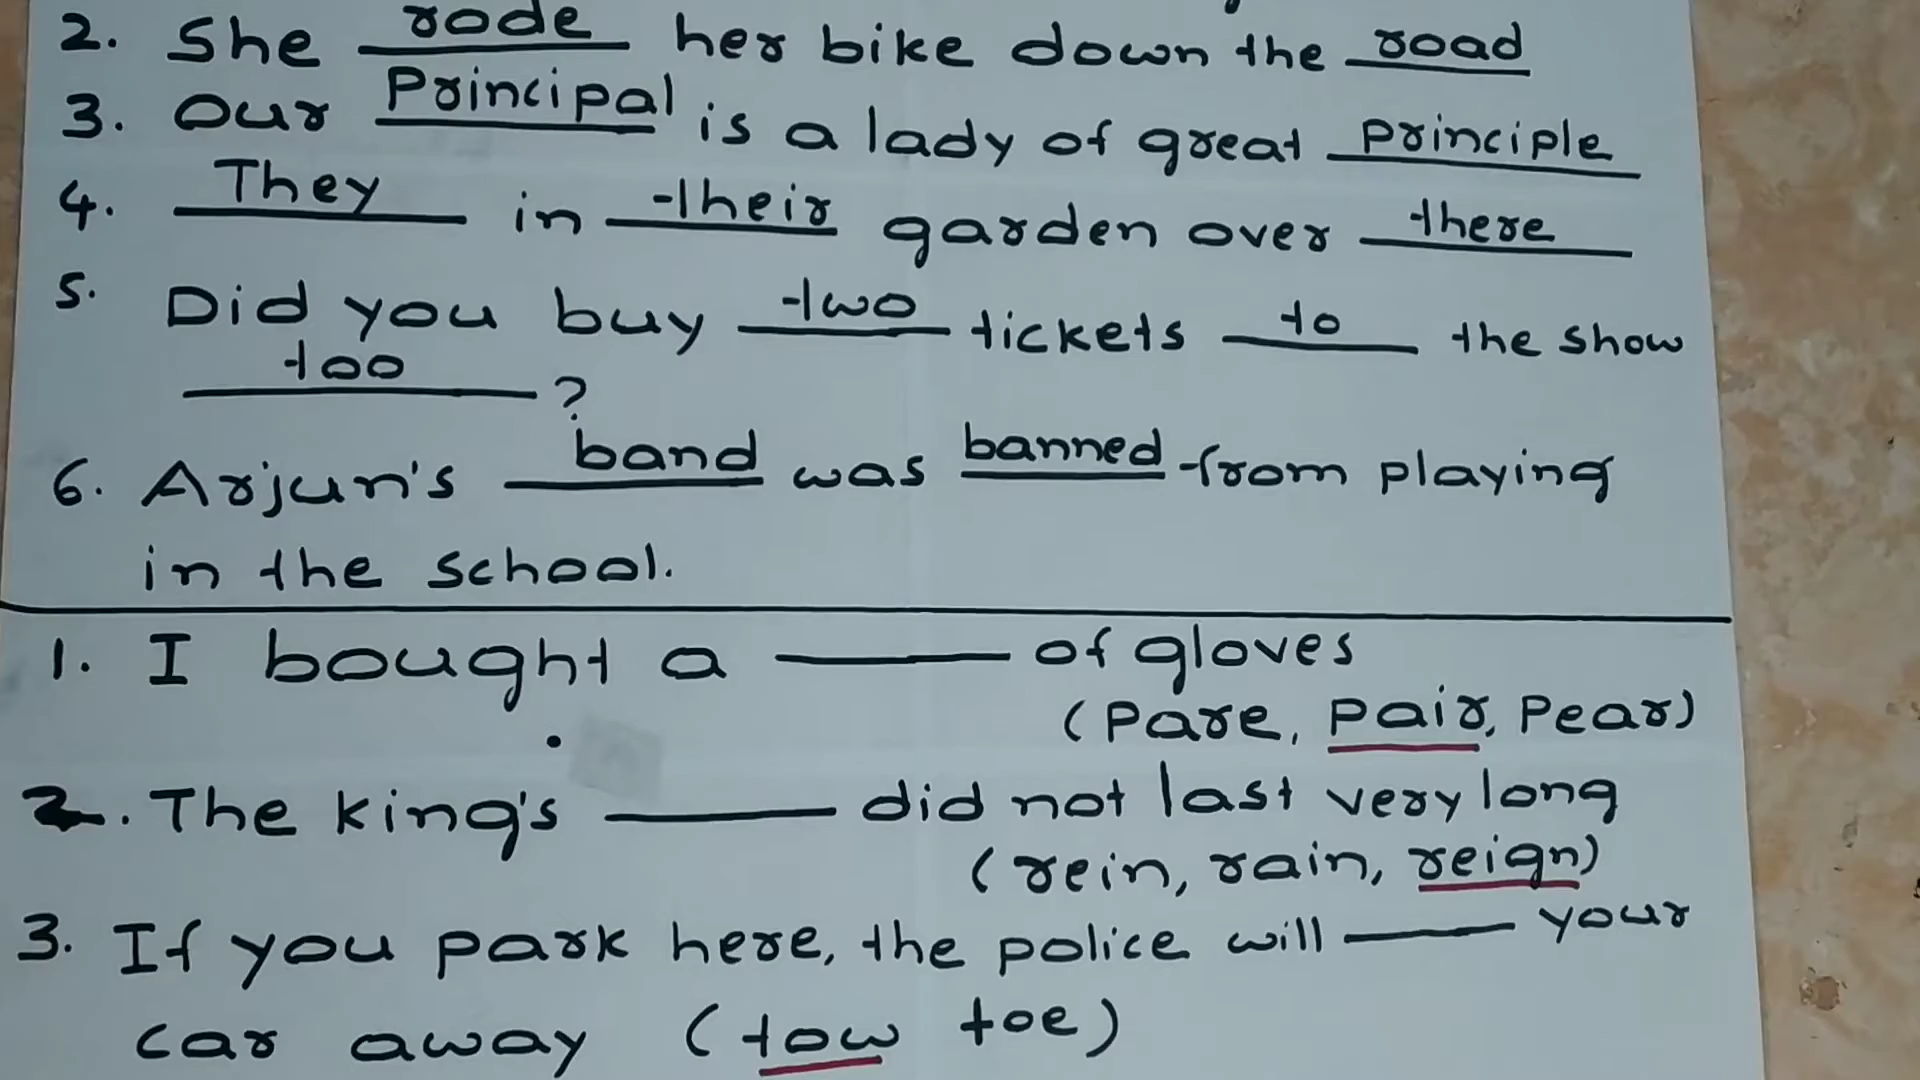 2. She rode her bike down the road
3. Our Principal is a lady of great principle
4. They in their garden over there
5. Did you buy two tickets to the show
too ?
6. Arjun's band was banned from playing
in the school.
1. I bought a ___ of gloves
(Pare, pair, Pear)
2. The king's ___ did not last very long
(rein, rain, reign)
3. If you park here, the police will ___ your
car away (tow toe)